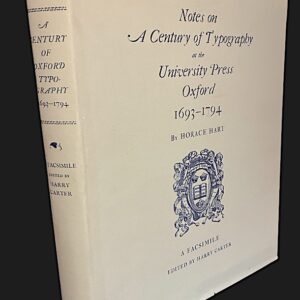 A
CENTURY
OF
OXFORD
TYPO-
GRAPHY
1693-1794
A FACSIMILE
EDITED BY
HARRY
CARTER
Notes on
A Century of Typography
at the
University Press
Oxford
1693-1794
By HORACE HART
A FACSIMILE
EDITED BY HARRY CARTER